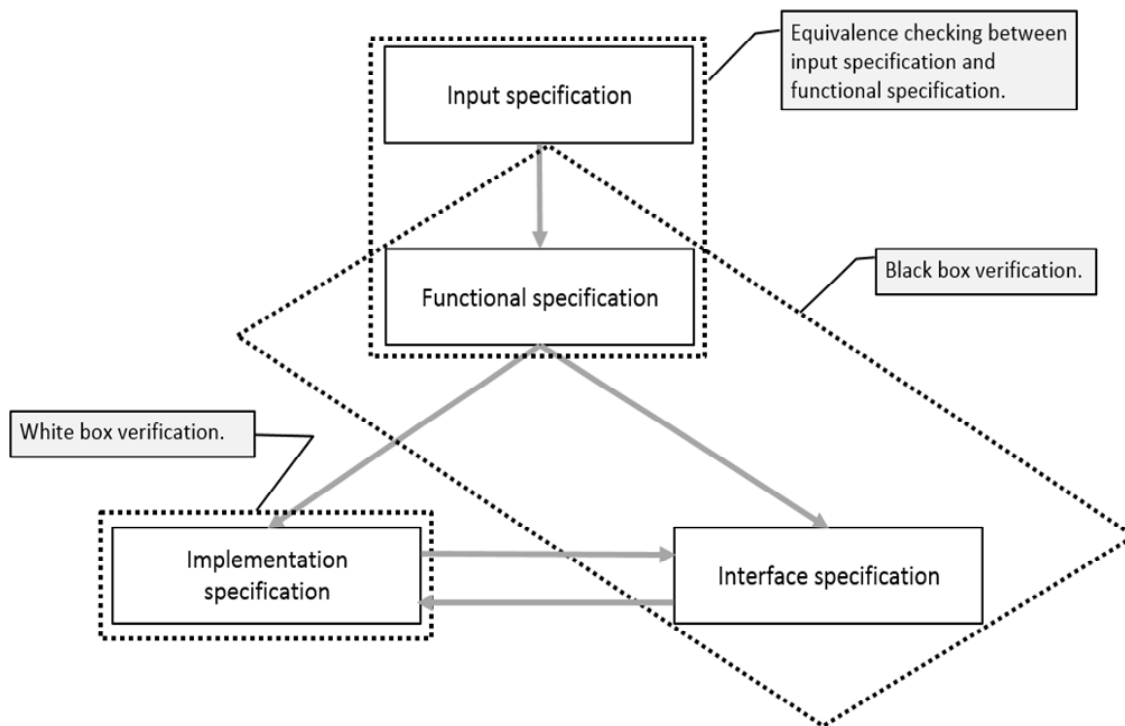 Equivalence checking between
input specification and
functional specification.
Input specification
Functional specification
Black box verification.
White box verification.
Implementation
specification
Interface specification